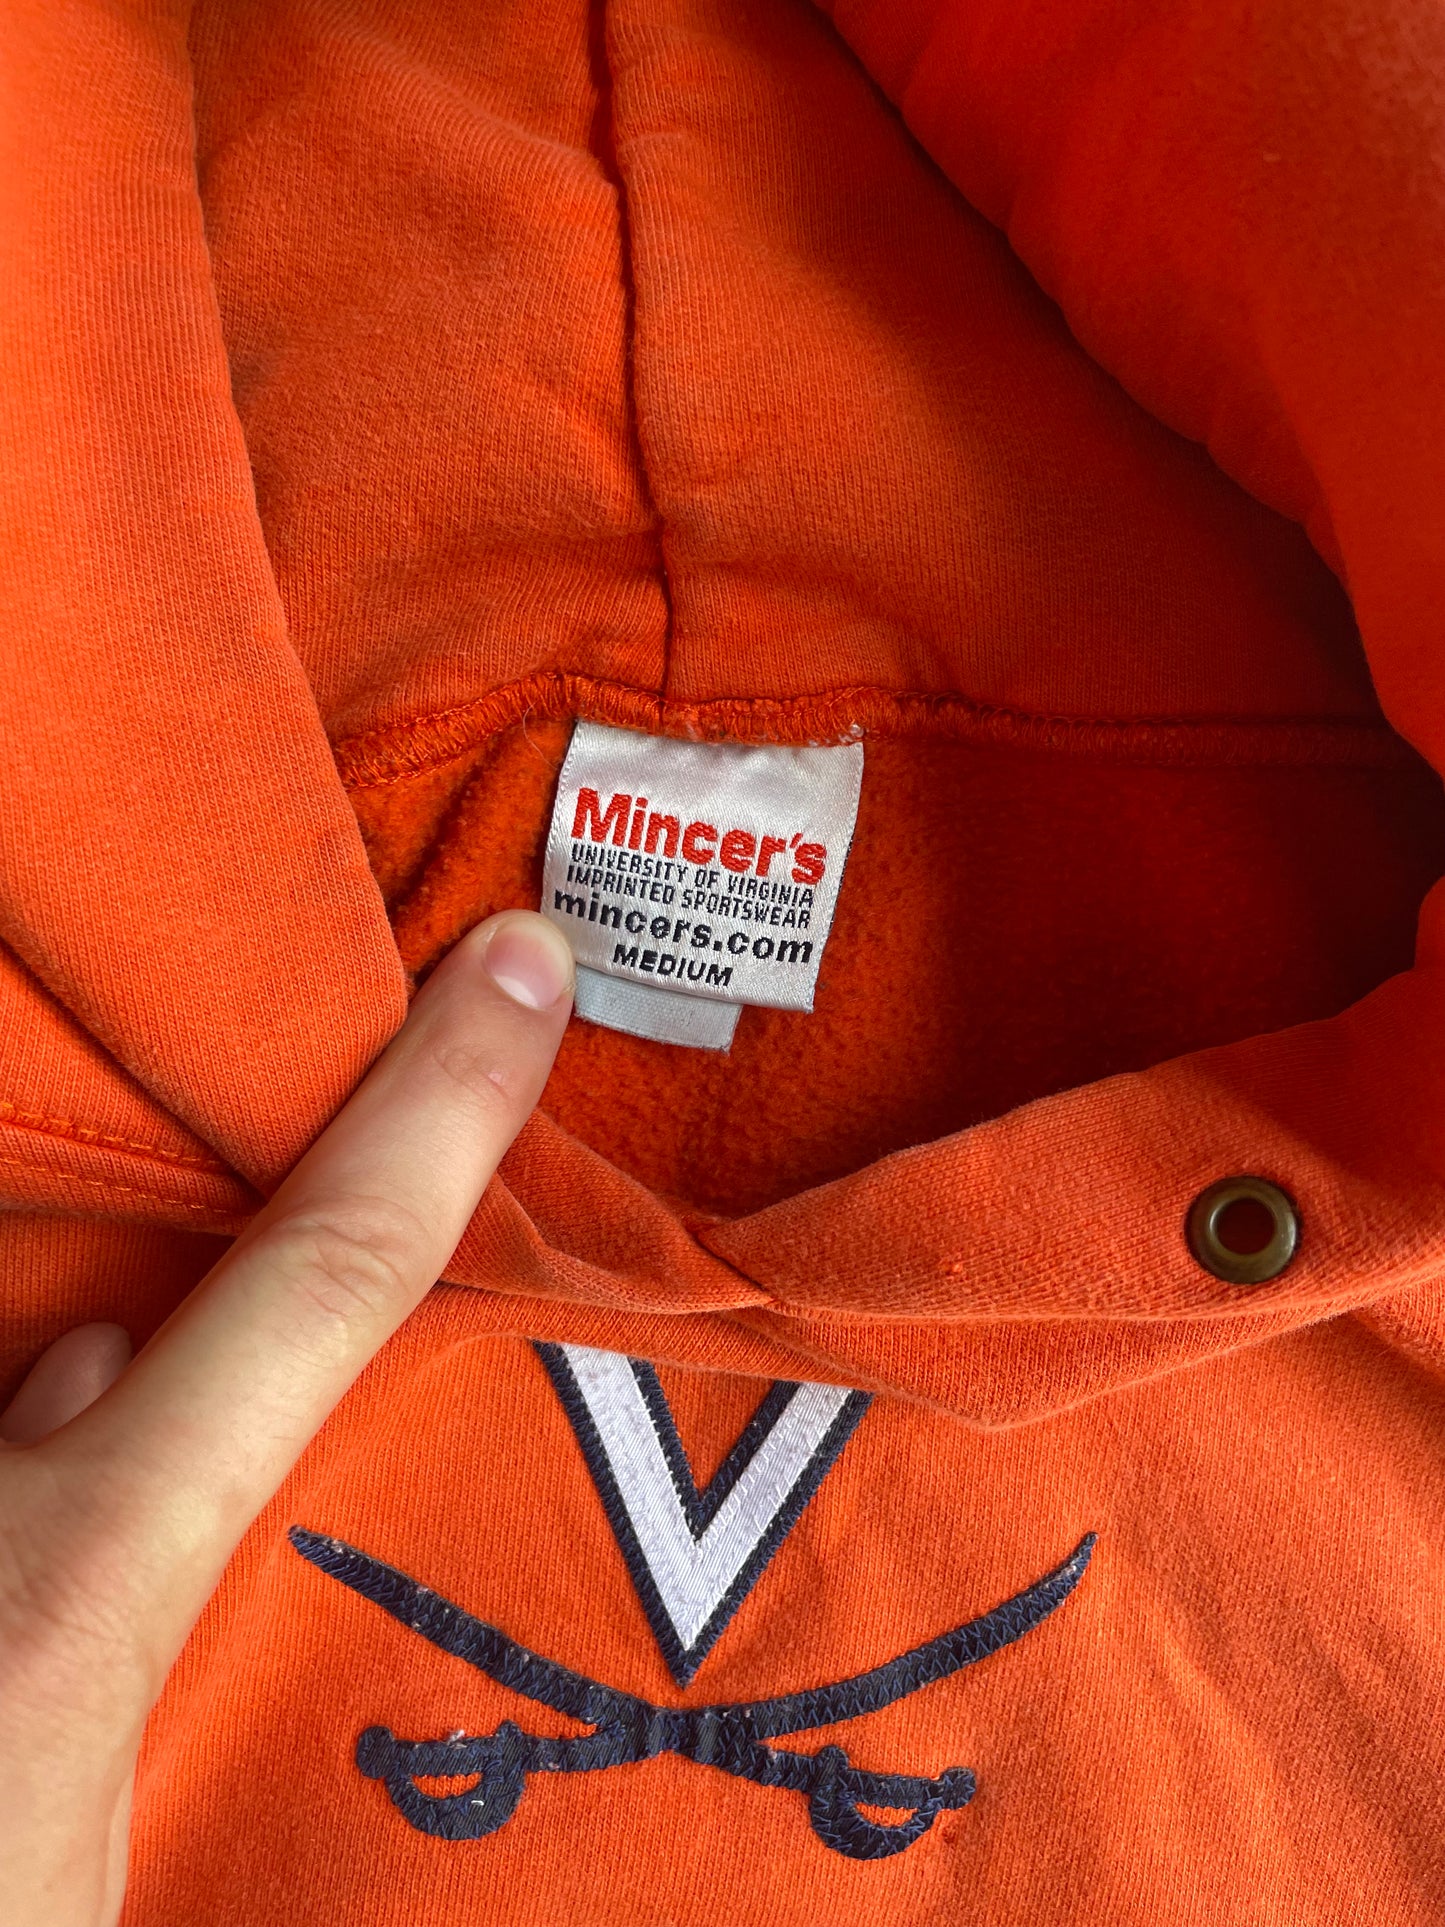 Mincer's
UNIVERSITY OF VIRGINIA
IMPRINTED SPORTSWEAR
mincers.com
MEDIUM
V